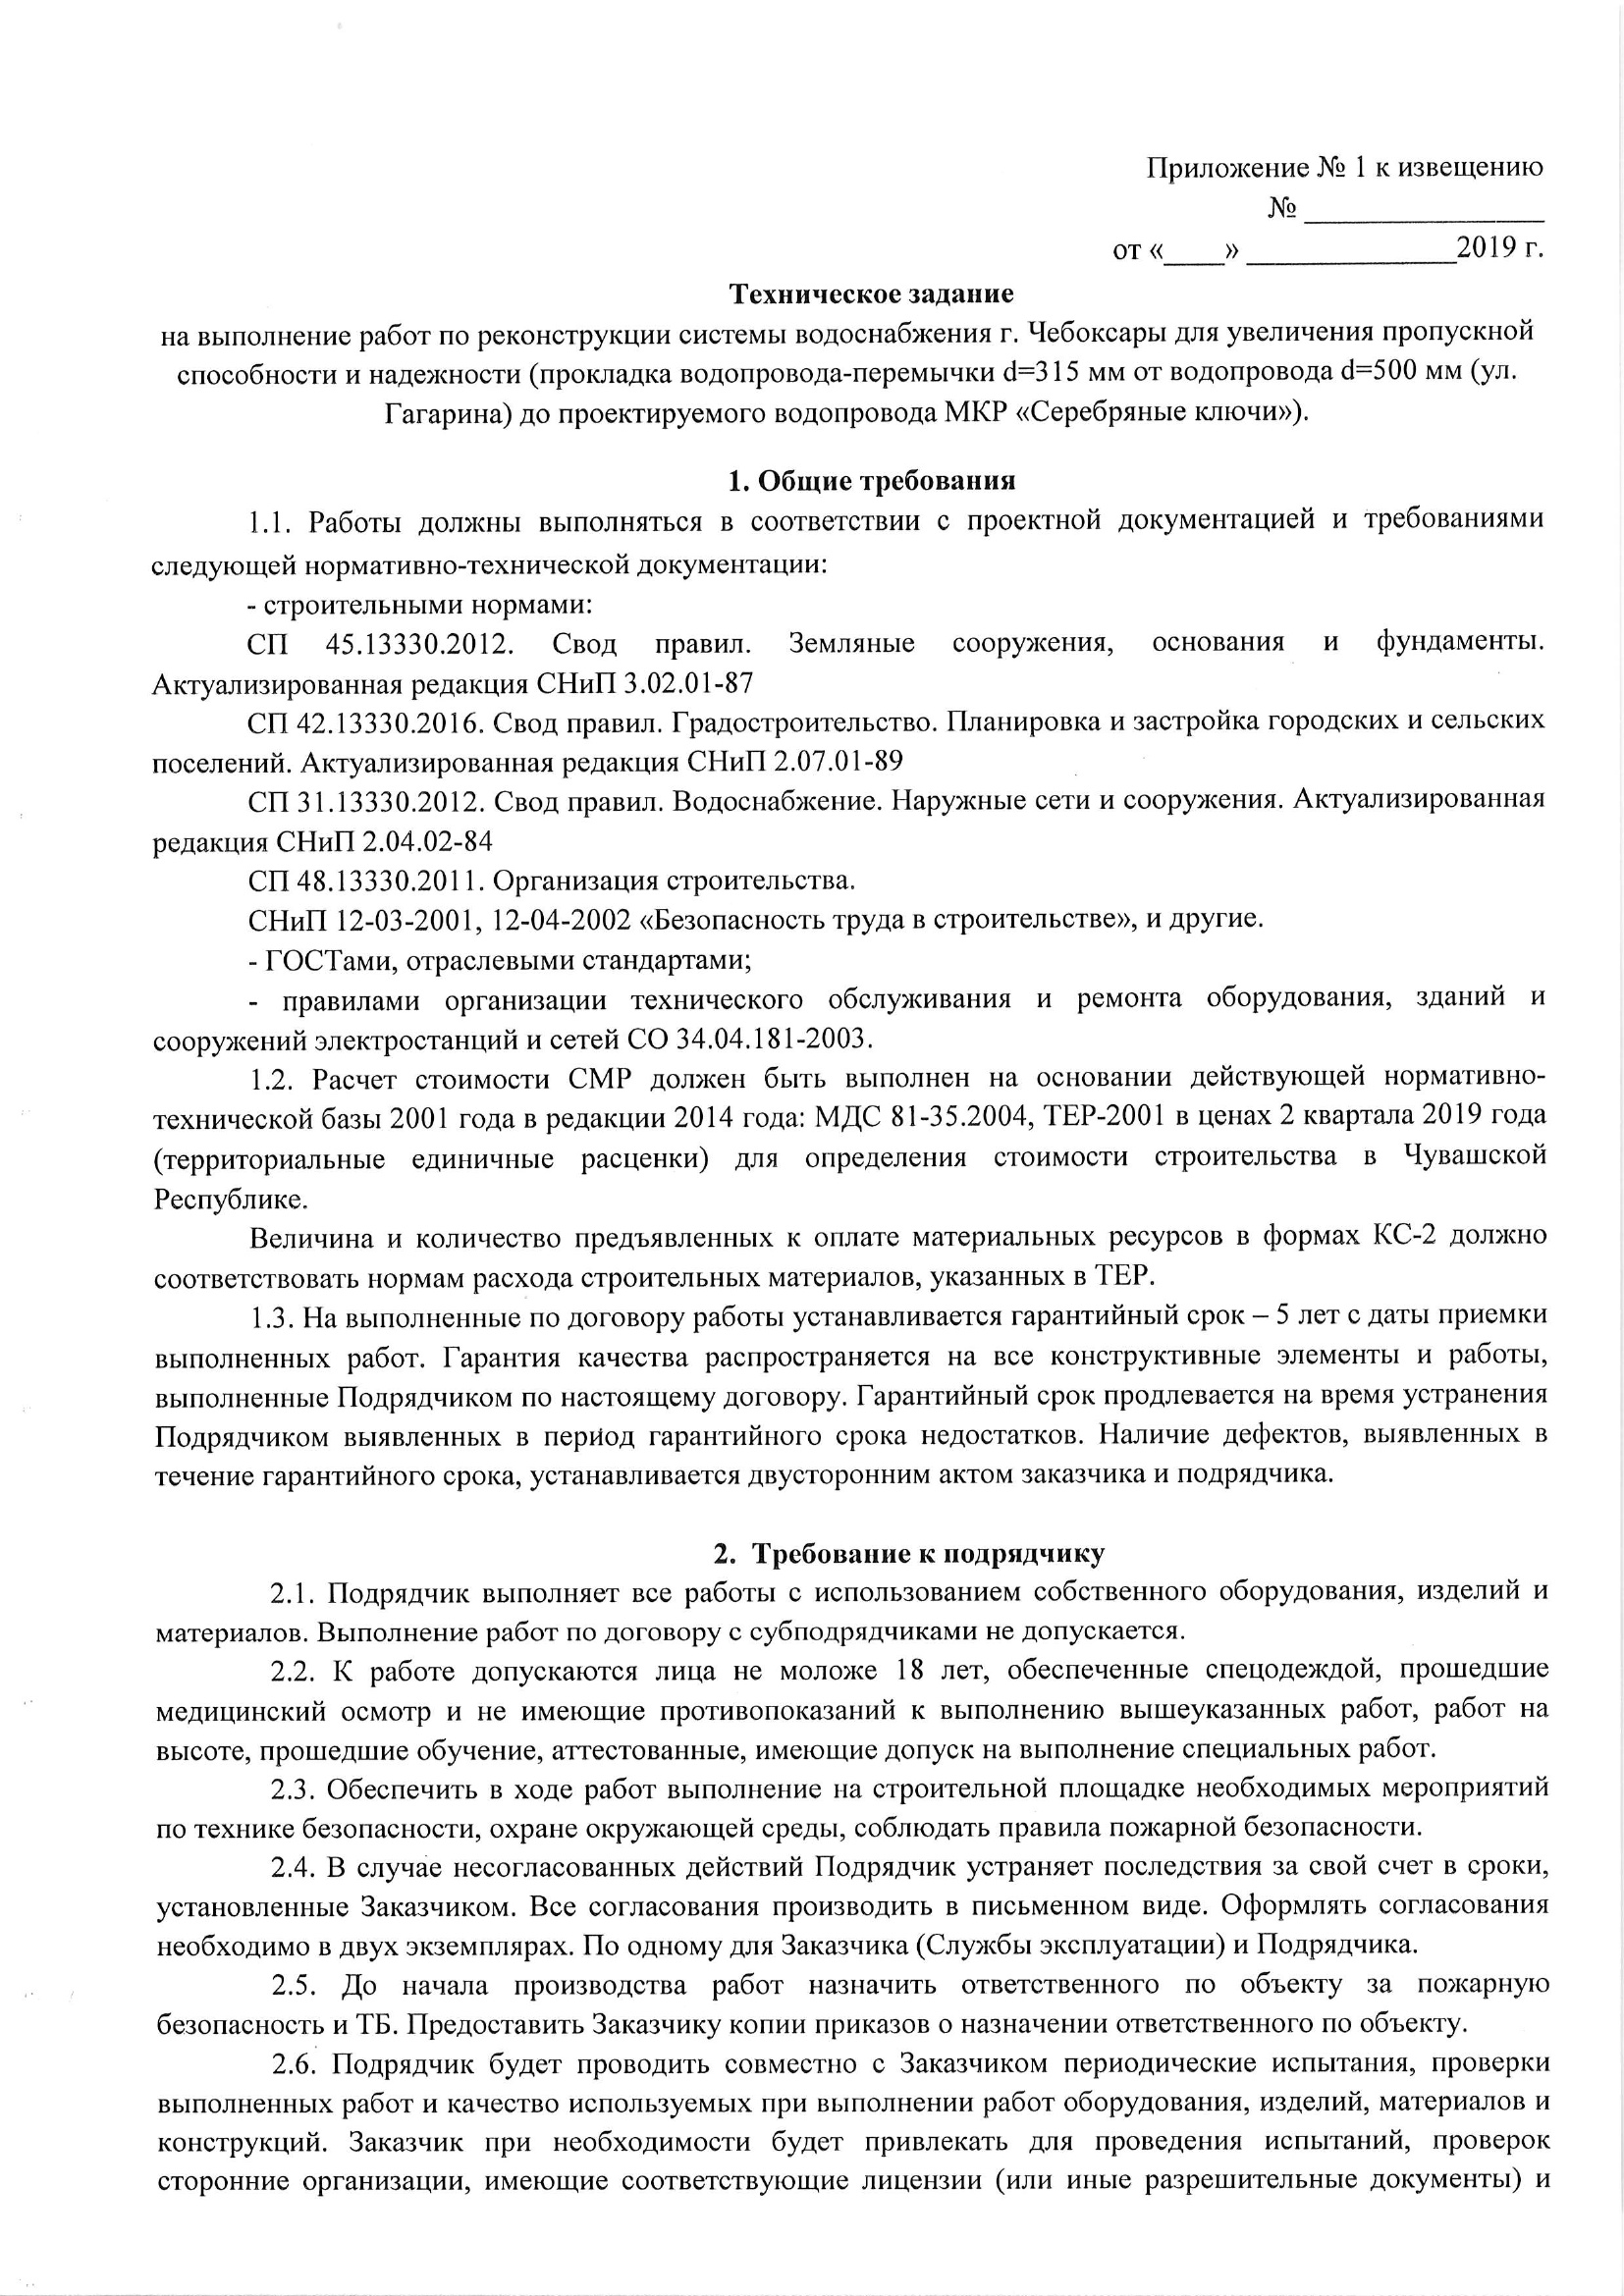 Приложение № 1 к извещению
№ ________________
от «____» ______________2019 г.
Техническое задание
на выполнение работ по реконструкции системы водоснабжения г. Чебоксары для увеличения пропускной
способности и надежности (прокладка водопровода-перемычки d=315 мм от водопровода d=500 мм (ул.
Гагарина) до проектируемого водопровода МКР «Серебряные ключи»).
1. Общие требования
1.1. Работы должны выполняться в соответствии с проектной документацией и требованиями
следующей нормативно-технической документации:
- строительными нормами:
СП 45.13330.2012. Свод правил. Земляные сооружения, основания и фундаменты.
Актуализированная редакция СНиП 3.02.01-87
СП 42.13330.2016. Свод правил. Градостроительство. Планировка и застройка городских и сельских
поселений. Актуализированная редакция СНиП 2.07.01-89
СП 31.13330.2012. Свод правил. Водоснабжение. Наружные сети и сооружения. Актуализированная
редакция СНиП 2.04.02-84
СП 48.13330.2011. Организация строительства.
СНиП 12-03-2001, 12-04-2002 «Безопасность труда в строительстве», и другие.
- ГОСТами, отраслевыми стандартами;
- правилами организации технического обслуживания и ремонта оборудования, зданий и
сооружений электростанций и сетей СО 34.04.181-2003.
1.2. Расчет стоимости СМР должен быть выполнен на основании действующей нормативно-
технической базы 2001 года в редакции 2014 года: МДС 81-35.2004, ТЕР-2001 в ценах 2 квартала 2019 года
(территориальные единичные расценки) для определения стоимости строительства в Чувашской
Республике.
Величина и количество предъявленных к оплате материальных ресурсов в формах КС-2 должно
соответствовать нормам расхода строительных материалов, указанных в ТЕР.
1.3. На выполненные по договору работы устанавливается гарантийный срок – 5 лет с даты приемки
выполненных работ. Гарантия качества распространяется на все конструктивные элементы и работы,
выполненные Подрядчиком по настоящему договору. Гарантийный срок продлевается на время устранения
Подрядчиком выявленных в период гарантийного срока недостатков. Наличие дефектов, выявленных в
течение гарантийного срока, устанавливается двусторонним актом заказчика и подрядчика.
2. Требование к подрядчику
2.1. Подрядчик выполняет все работы с использованием собственного оборудования, изделий и
материалов. Выполнение работ по договору с субподрядчиками не допускается.
2.2. К работе допускаются лица не моложе 18 лет, обеспеченные спецодеждой, прошедшие
медицинский осмотр и не имеющие противопоказаний к выполнению вышеуказанных работ, работ на
высоте, прошедшие обучение, аттестованные, имеющие допуск на выполнение специальных работ.
2.3. Обеспечить в ходе работ выполнение на строительной площадке необходимых мероприятий
по технике безопасности, охране окружающей среды, соблюдать правила пожарной безопасности.
2.4. В случае несогласованных действий Подрядчик устраняет последствия за свой счет в сроки,
установленные Заказчиком. Все согласования производить в письменном виде. Оформлять согласования
необходимо в двух экземплярах. По одному для Заказчика (Службы эксплуатации) и Подрядчика.
2.5. До начала производства работ назначить ответственного по объекту за пожарную
безопасность и ТБ. Предоставить Заказчику копии приказов о назначении ответственного по объекту.
2.6. Подрядчик будет проводить совместно с Заказчиком периодические испытания, проверки
выполненных работ и качество используемых при выполнении работ оборудования, изделий, материалов и
конструкций. Заказчик при необходимости будет привлекать для проведения испытаний, проверок
сторонние организации, имеющие соответствующие лицензии (или иные разрешительные документы) и